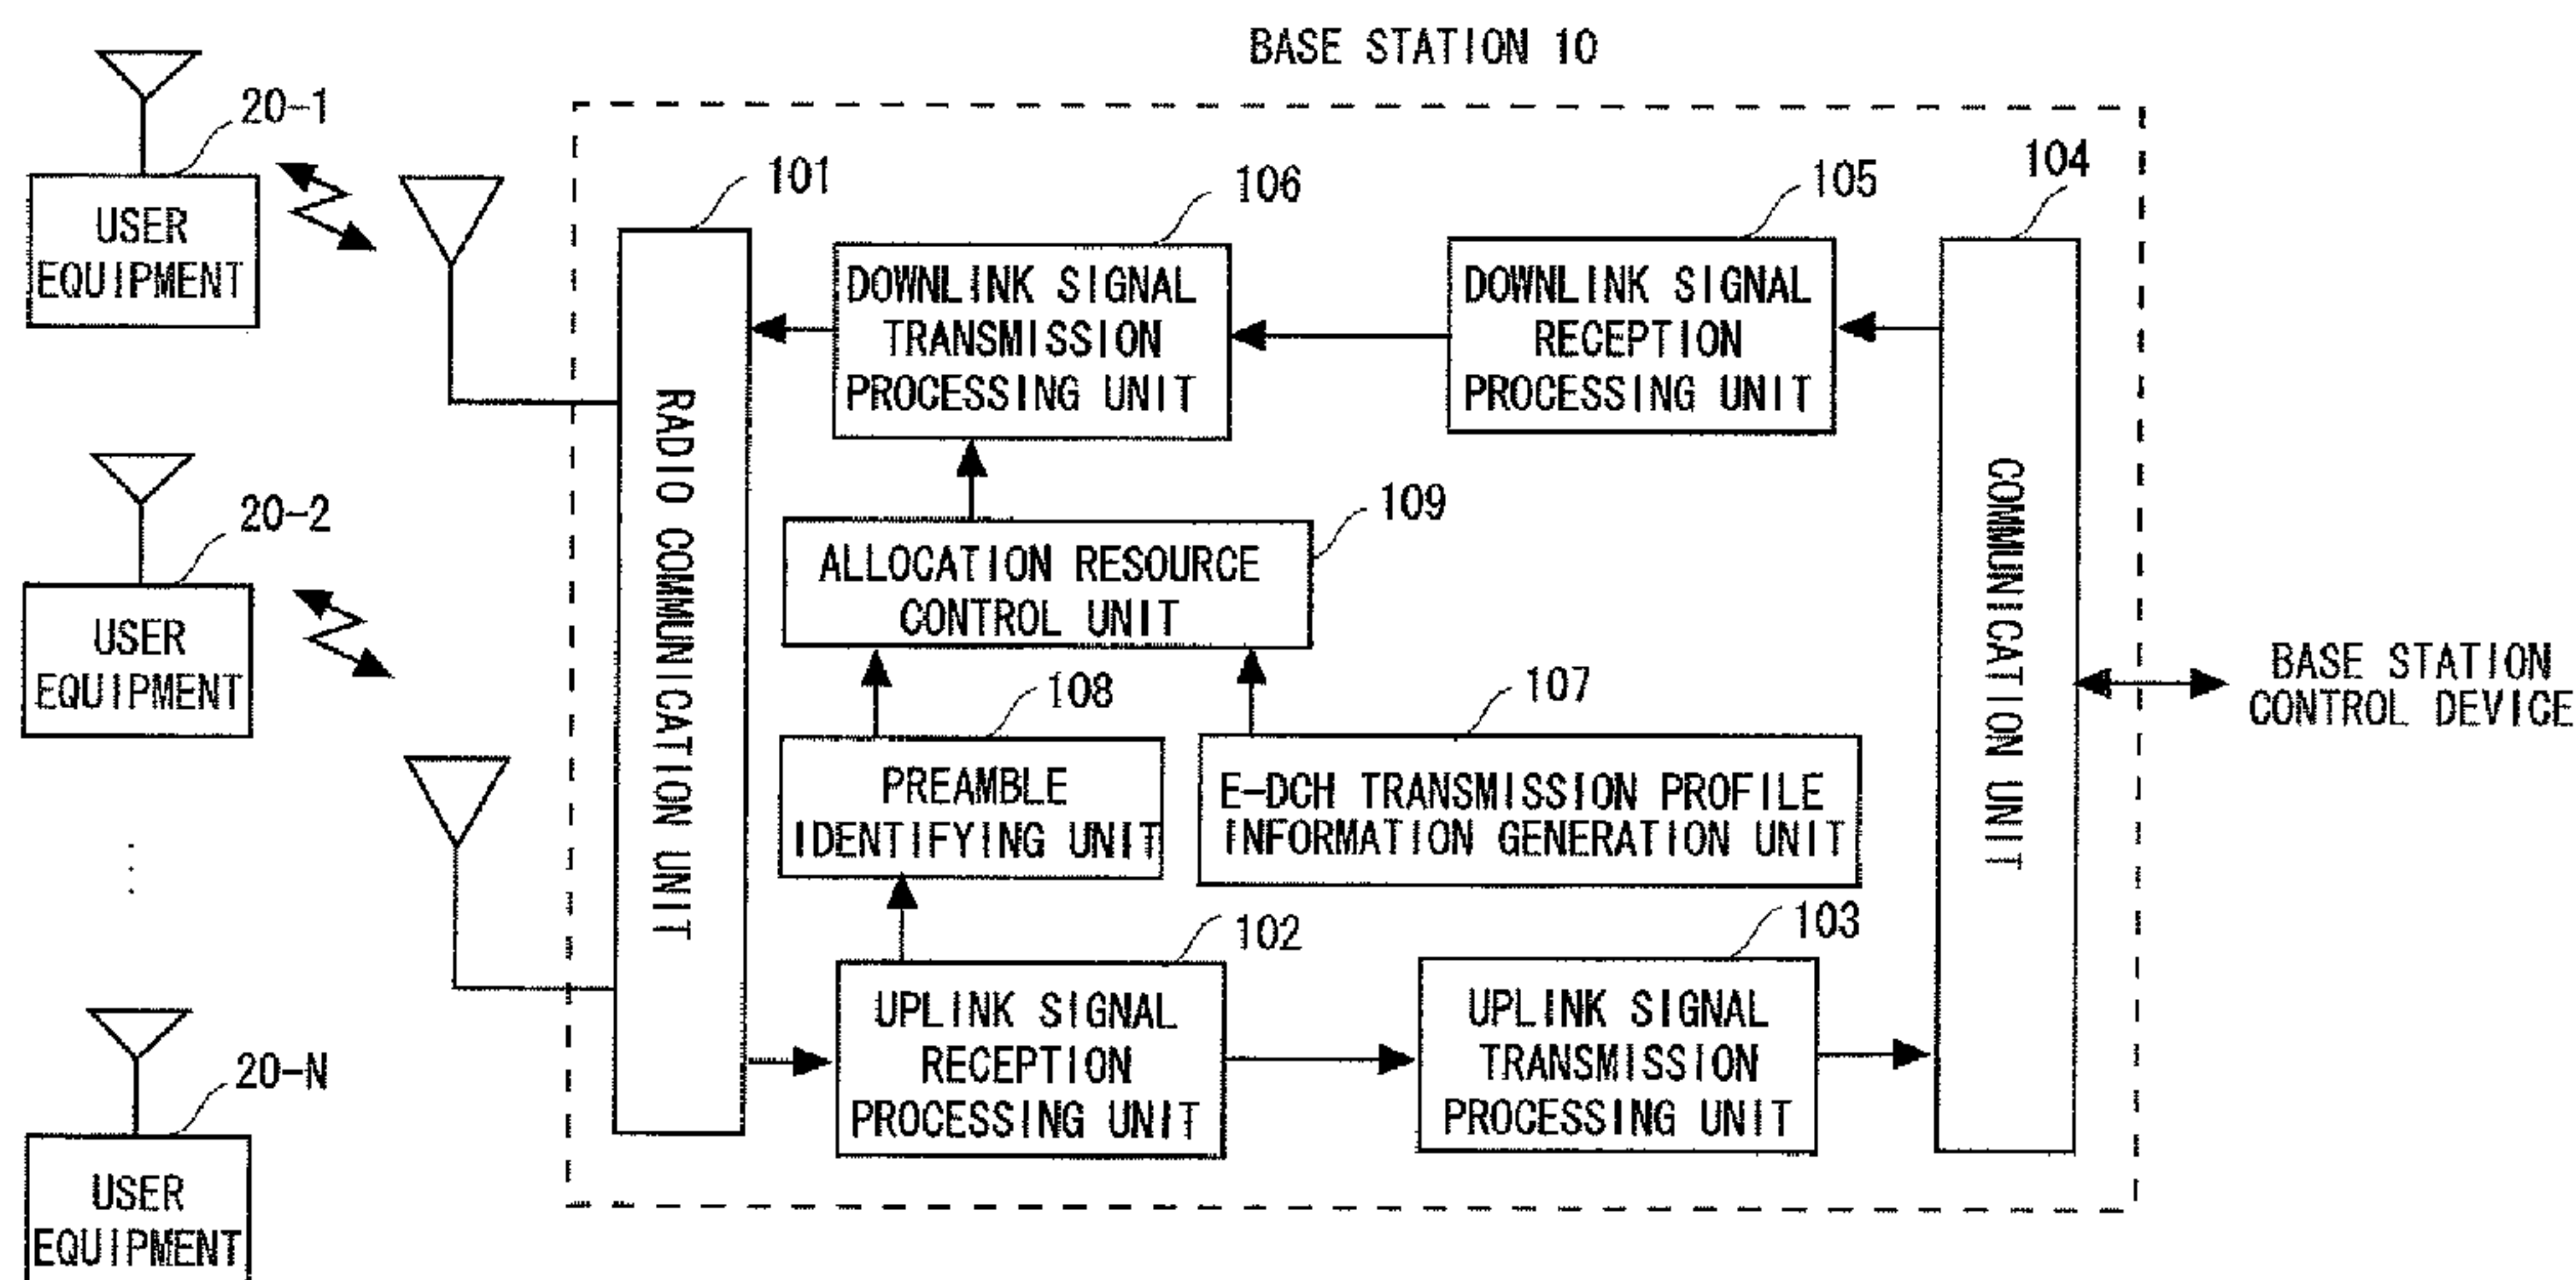 BASE STATION 10
20-1
USER
EQUIPMENT
101
106
105
104
DOWNLINK SIGNAL
TRANSMISSION
PROCESSING UNIT
DOWNLINK SIGNAL
RECEPTION
PROCESSING UNIT
RADIO COMMUNICATION UNIT
COMMUNICATION UNIT
20-2
USER
EQUIPMENT
109
ALLOCATION RESOURCE
CONTROL UNIT
BASE STATION
CONTROL DEVICE
108
107
PREAMBLE
IDENTIFYING UNIT
E-DCH TRANSMISSION PROFILE
INFORMATION GENERATION UNIT
102
103
UPLINK SIGNAL
RECEPTION
PROCESSING UNIT
UPLINK SIGNAL
TRANSMISSION
PROCESSING UNIT
20-N
USER
EQUIPMENT